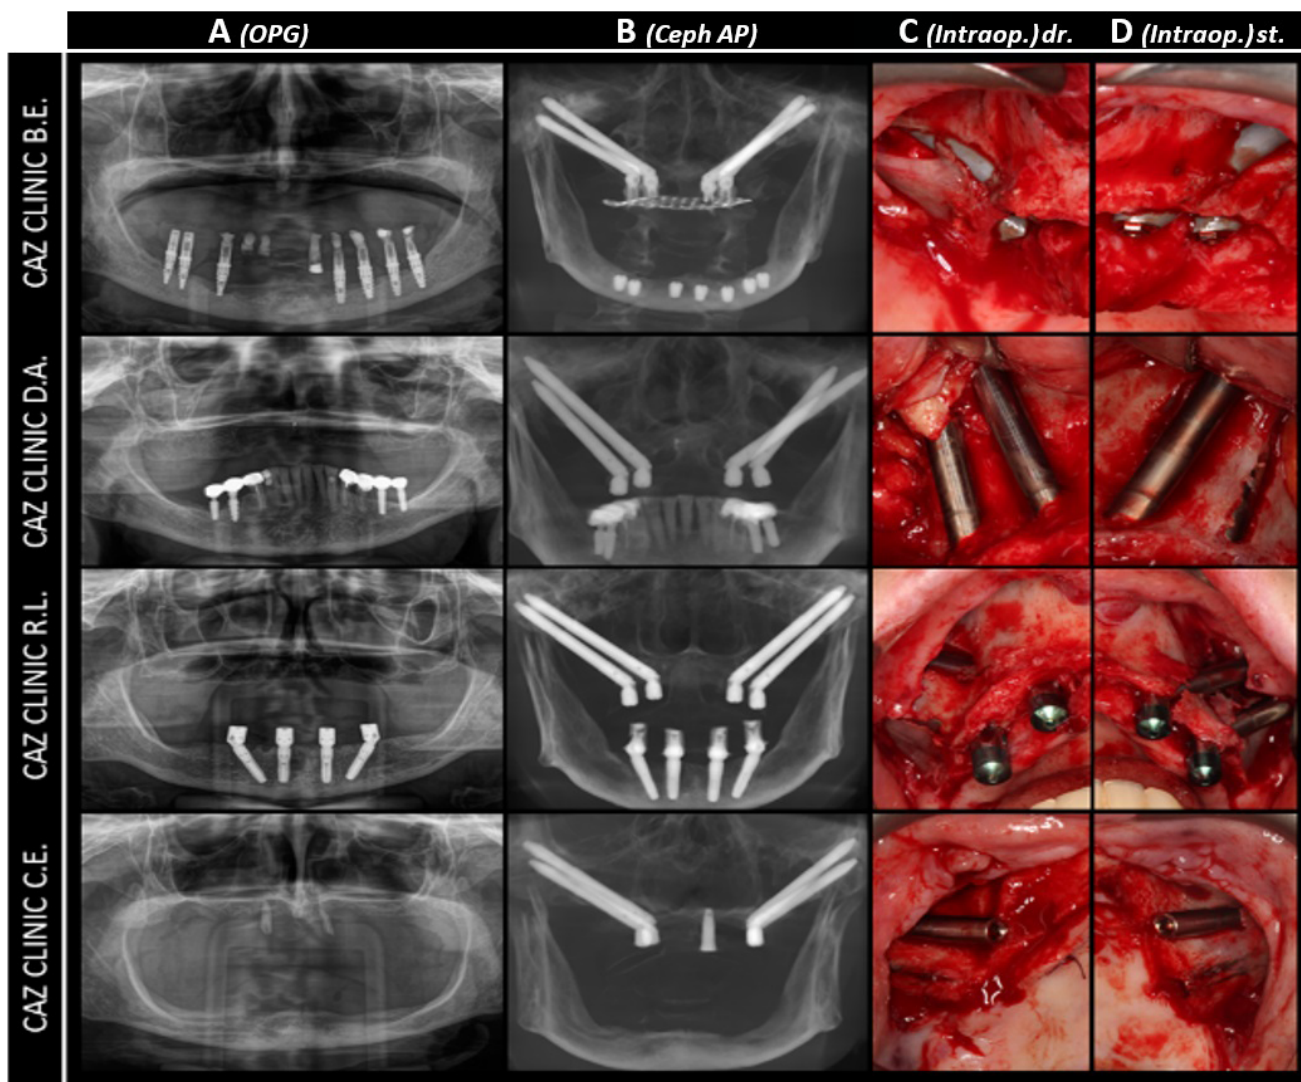 A (OPG)
B (Ceph AP)
C (Intraop.) dr.
D (Intraop.) st.
CAZ CLINIC B.E.
CAZ CLINIC D.A.
CAZ CLINIC R.L.
CAZ CLINIC C.E.